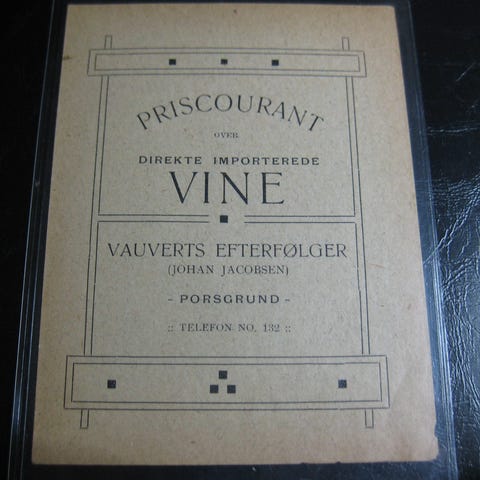 PRISCOURANT
OVER
DIREKTE IMPORTEREDE
VINE
VAUVERTS EFTERFØLGER
(JOHAN JACOBSEN)
- PORSGRUND -
:: TELEFON NO. 132 ::